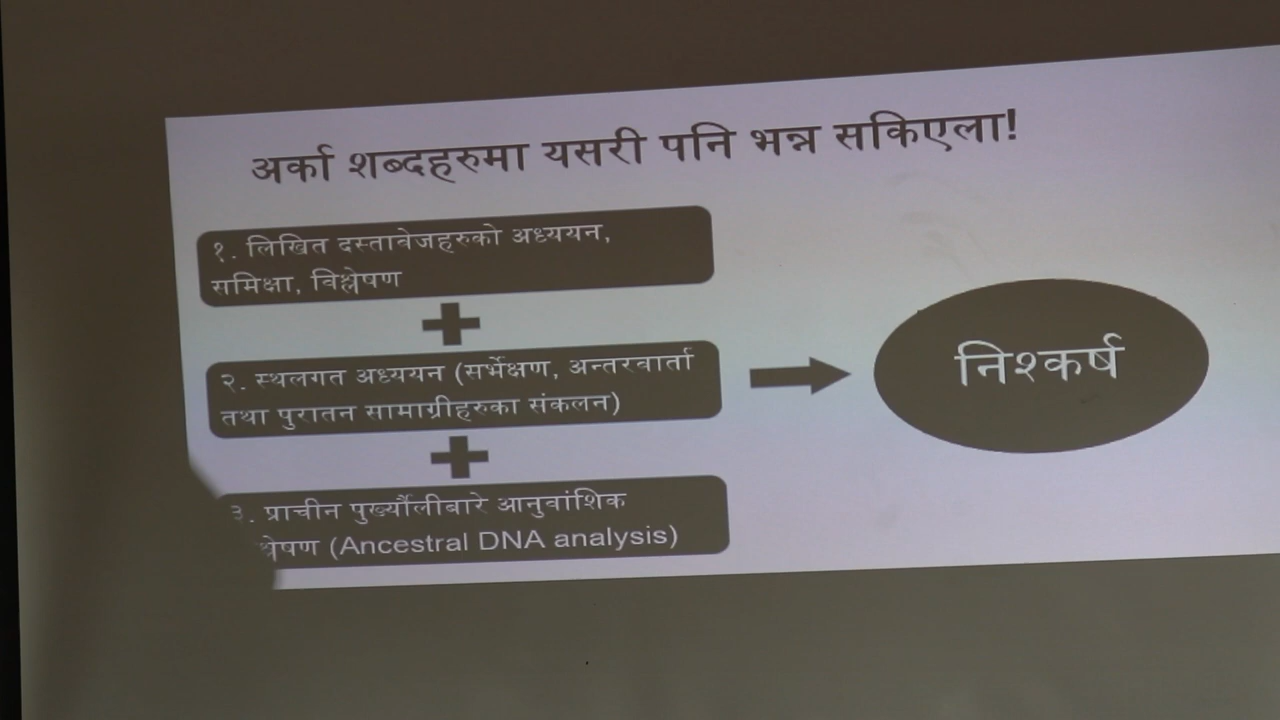 अर्का शब्दहरुमा यसरी पनि भन्न सकिएला!
१. लिखित दस्तावेजहरुको अध्ययन,
समिक्षा, विश्लेषण
२. स्थलगत अध्ययन (सर्भेक्षण, अन्तरवार्ता
तथा पुरातन सामाग्रीहरुका संकलन)
निश्कर्ष
३. प्राचीन पुर्ख्यौलीबारे आनुवांशिक
(Ancestral DNA analysis)